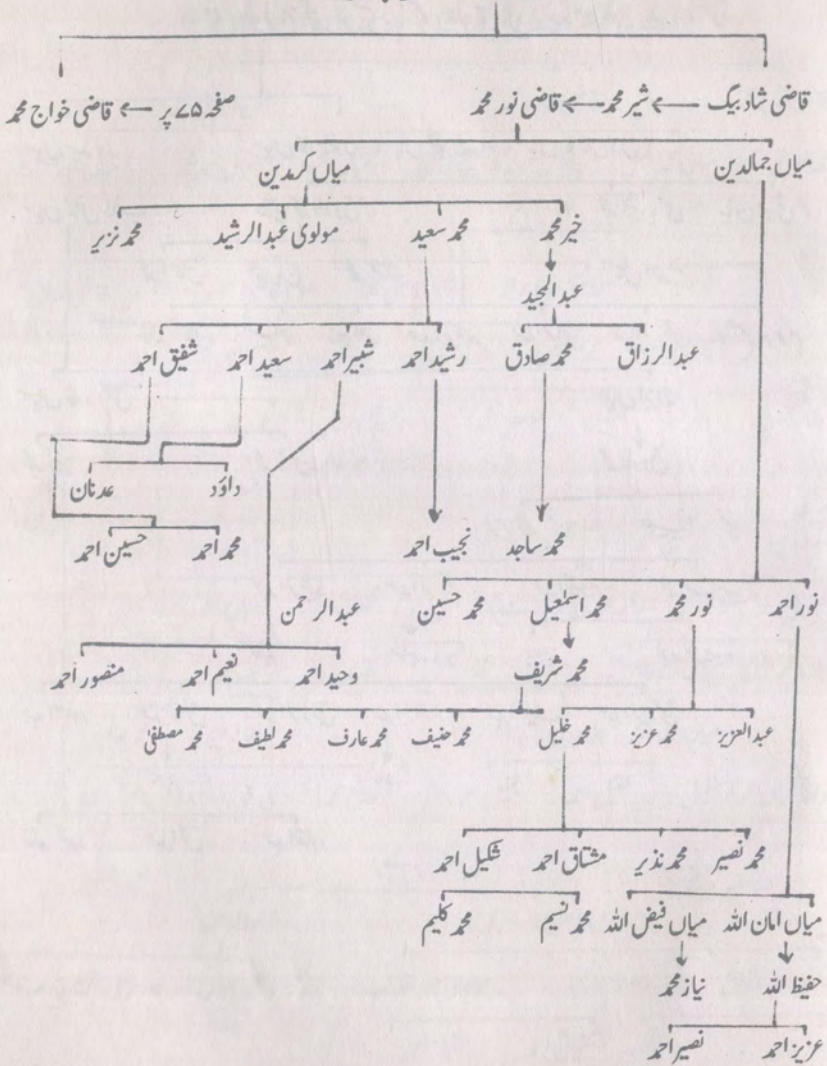 قاضی شاد بیگ ← شیر محمد ← قاضی نور محمد صفحہ ۷۵ پر ← قاضی خواج محمد
میاں جمالدین میاں کرمدین
خیر محمد محمد سعید مولوی عبدالرشید محمد نزیر
عبدالمجید
عبدالرزاق محمد صادق رشید احمد شبیر احمد سعید احمد شفیق احمد
داؤد عدنان
محمد ساجد نجیب احمد محمد احمد حسین احمد
نور احمد نور محمد محمد اسمٰعیل محمد حسین عبدالرحمن
محمد شریف وحید احمد نعیم احمد منصور احمد
عبدالعزیز محمد عزیز محمد خلیل محمد حنیف محمد عارف محمد لطیف محمد مصطفیٰ
محمد نصیر محمد نذیر مشتاق احمد شکیل احمد
میاں امان اللہ میاں فیض اللہ محمد نسیم محمد کلیم
حفیظ اللہ نیاز محمد
عزیز احمد نصیر احمد